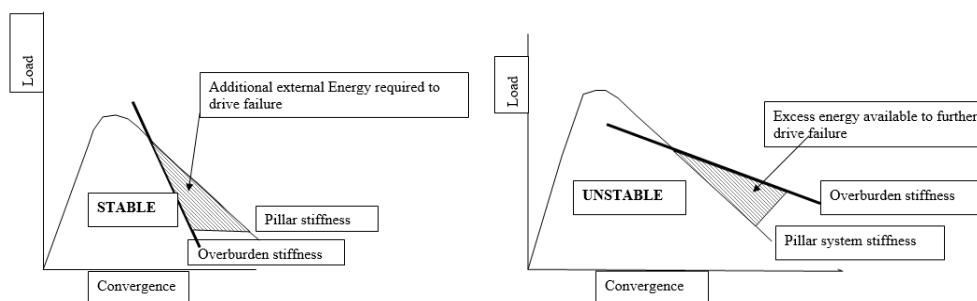 Load
Additional external Energy required to
drive failure
STABLE
Pillar stiffness
Overburden stiffness
Convergence
Load
Excess energy available to further
drive failure
UNSTABLE
Overburden stiffness
Pillar system stiffness
Convergence